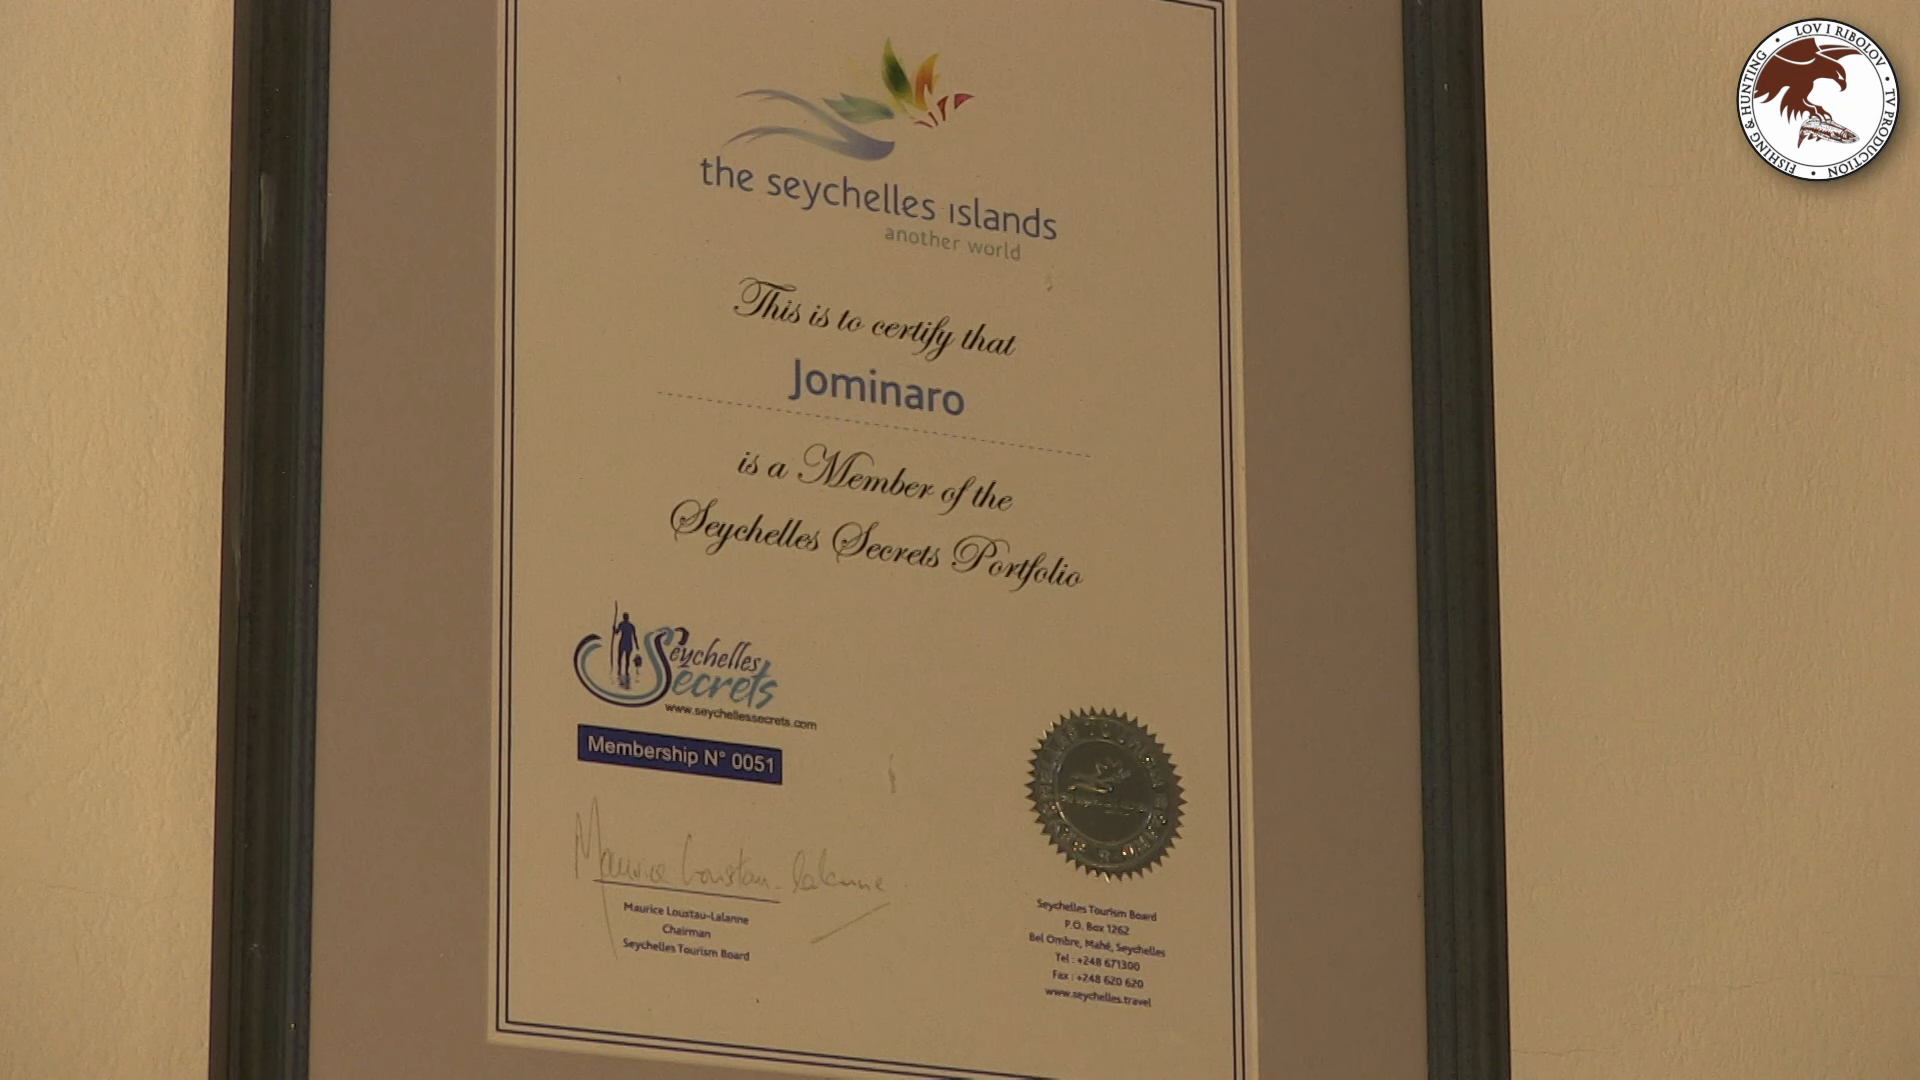 LOV I RIBOLOV • TV PRODUCTION • FISHING & HUNTING •
the seychelles islands
another world
This is to certify that
Jominaro
is a Member of the
Seychelles Secrets Portfolio
Seychelles
Secrets
www.seychellessecrets.com
Membership N° 0051
Maurice Loustau-Lalanne
Maurice Loustau-Lalanne
Chairman
Seychelles Tourism Board
Seychelles Tourism Board
P.O. Box 1262
Bel Ombre, Mahé, Seychelles
Tel : +248 671300
Fax : +248 620 620
www.seychelles.travel